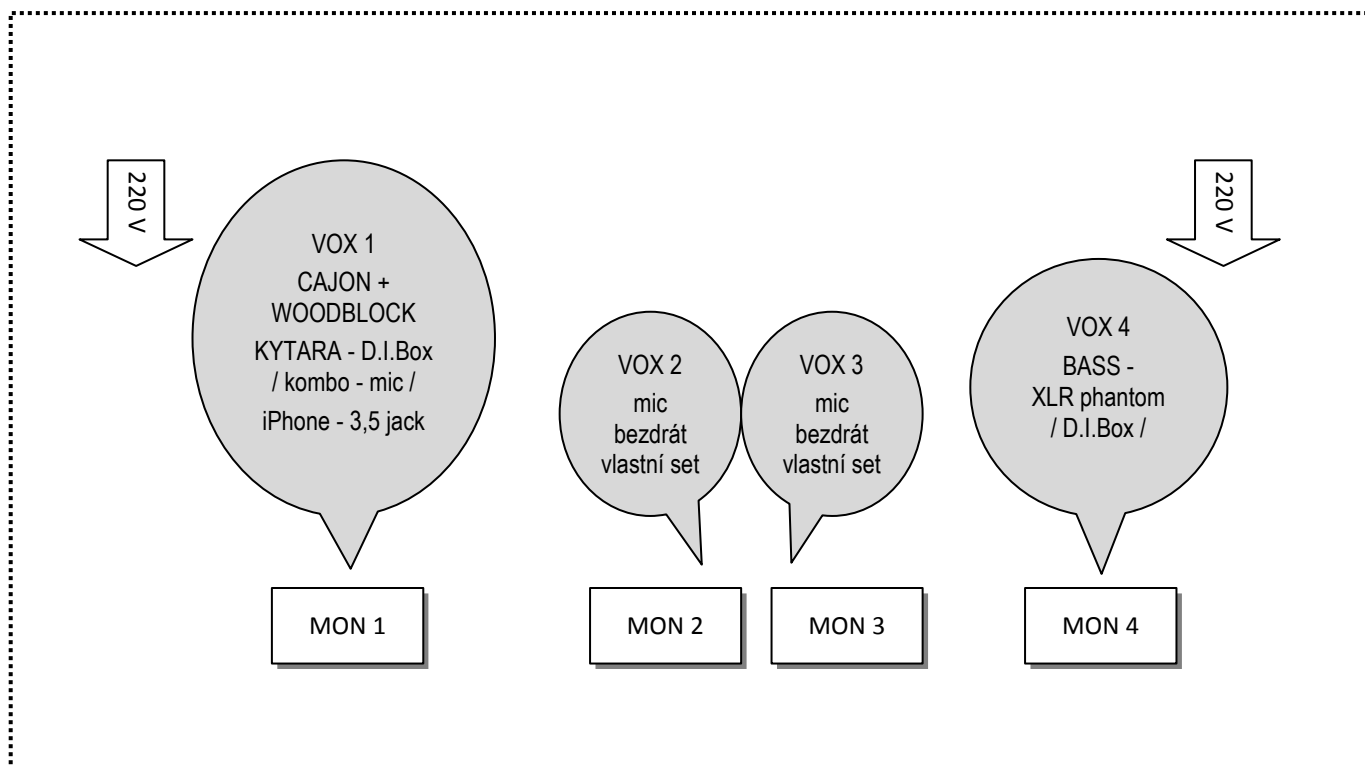 220 V
VOX 1
CAJON +
WOODBLOCK
KYTARA - D.I.Box
/ kombo - mic /
iPhone - 3,5 jack
VOX 2
mic
bezdrát
vlastní set
VOX 3
mic
bezdrát
vlastní set
220 V
VOX 4
BASS -
XLR phantom
/ D.I.Box /
MON 1
MON 2
MON 3
MON 4